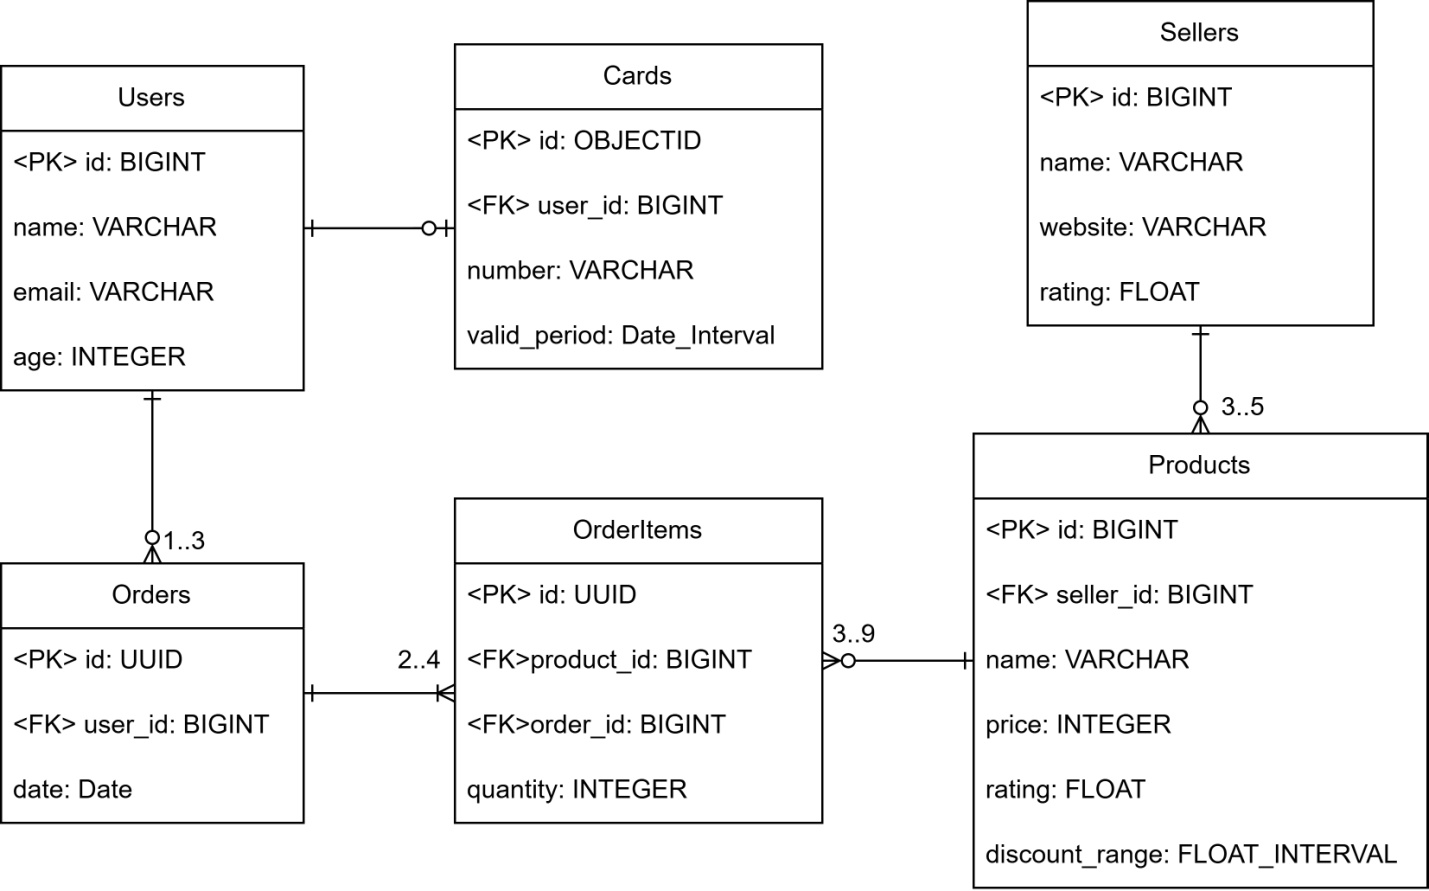 Users
<PK> id: BIGINT
name: VARCHAR
email: VARCHAR
age: INTEGER
Cards
<PK> id: OBJECTID
<FK> user_id: BIGINT
number: VARCHAR
valid_period: Date_Interval
Sellers
<PK> id: BIGINT
name: VARCHAR
website: VARCHAR
rating: FLOAT
3..5
1..3
Orders
<PK> id: UUID
<FK> user_id: BIGINT
date: Date
2..4
OrderItems
<PK> id: UUID
<FK>product_id: BIGINT
<FK>order_id: BIGINT
quantity: INTEGER
3..9
Products
<PK> id: BIGINT
<FK> seller_id: BIGINT
name: VARCHAR
price: INTEGER
rating: FLOAT
discount_range: FLOAT_INTERVAL